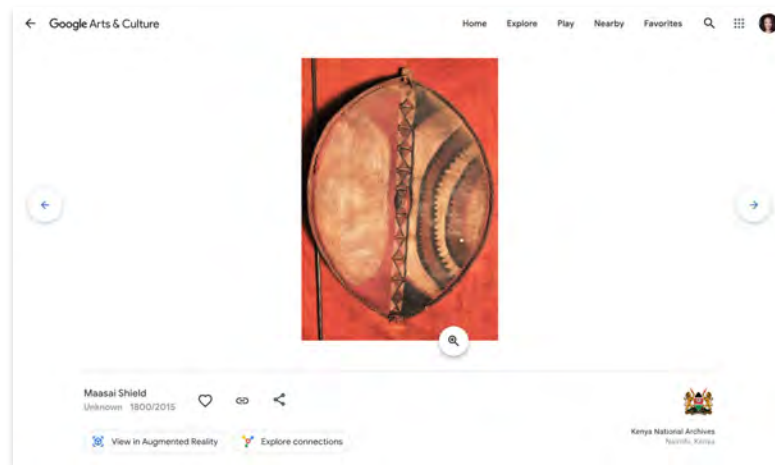 Google Arts & Culture Home Explore Play Nearby Favorites
Maasai Shield
Unknown 1800/2015
View in Augmented Reality Explore connections
Kenya National Archives
Nairobi, Kenya